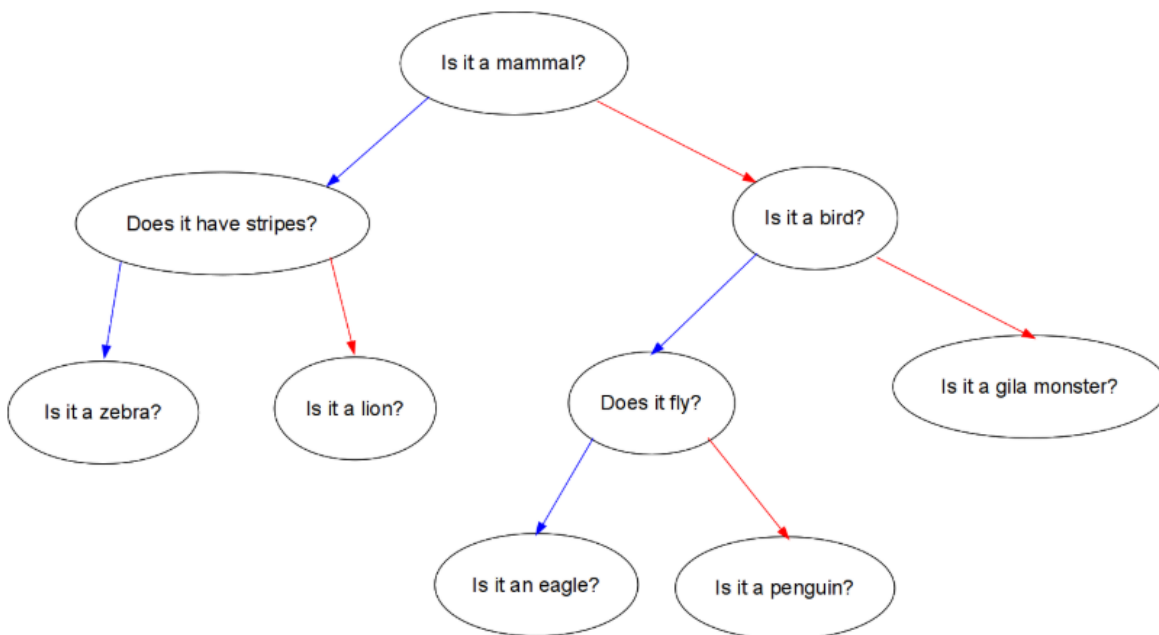 Is it a mammal?
Does it have stripes?
Is it a bird?
Is it a zebra?
Is it a lion?
Does it fly?
Is it a gila monster?
Is it an eagle?
Is it a penguin?